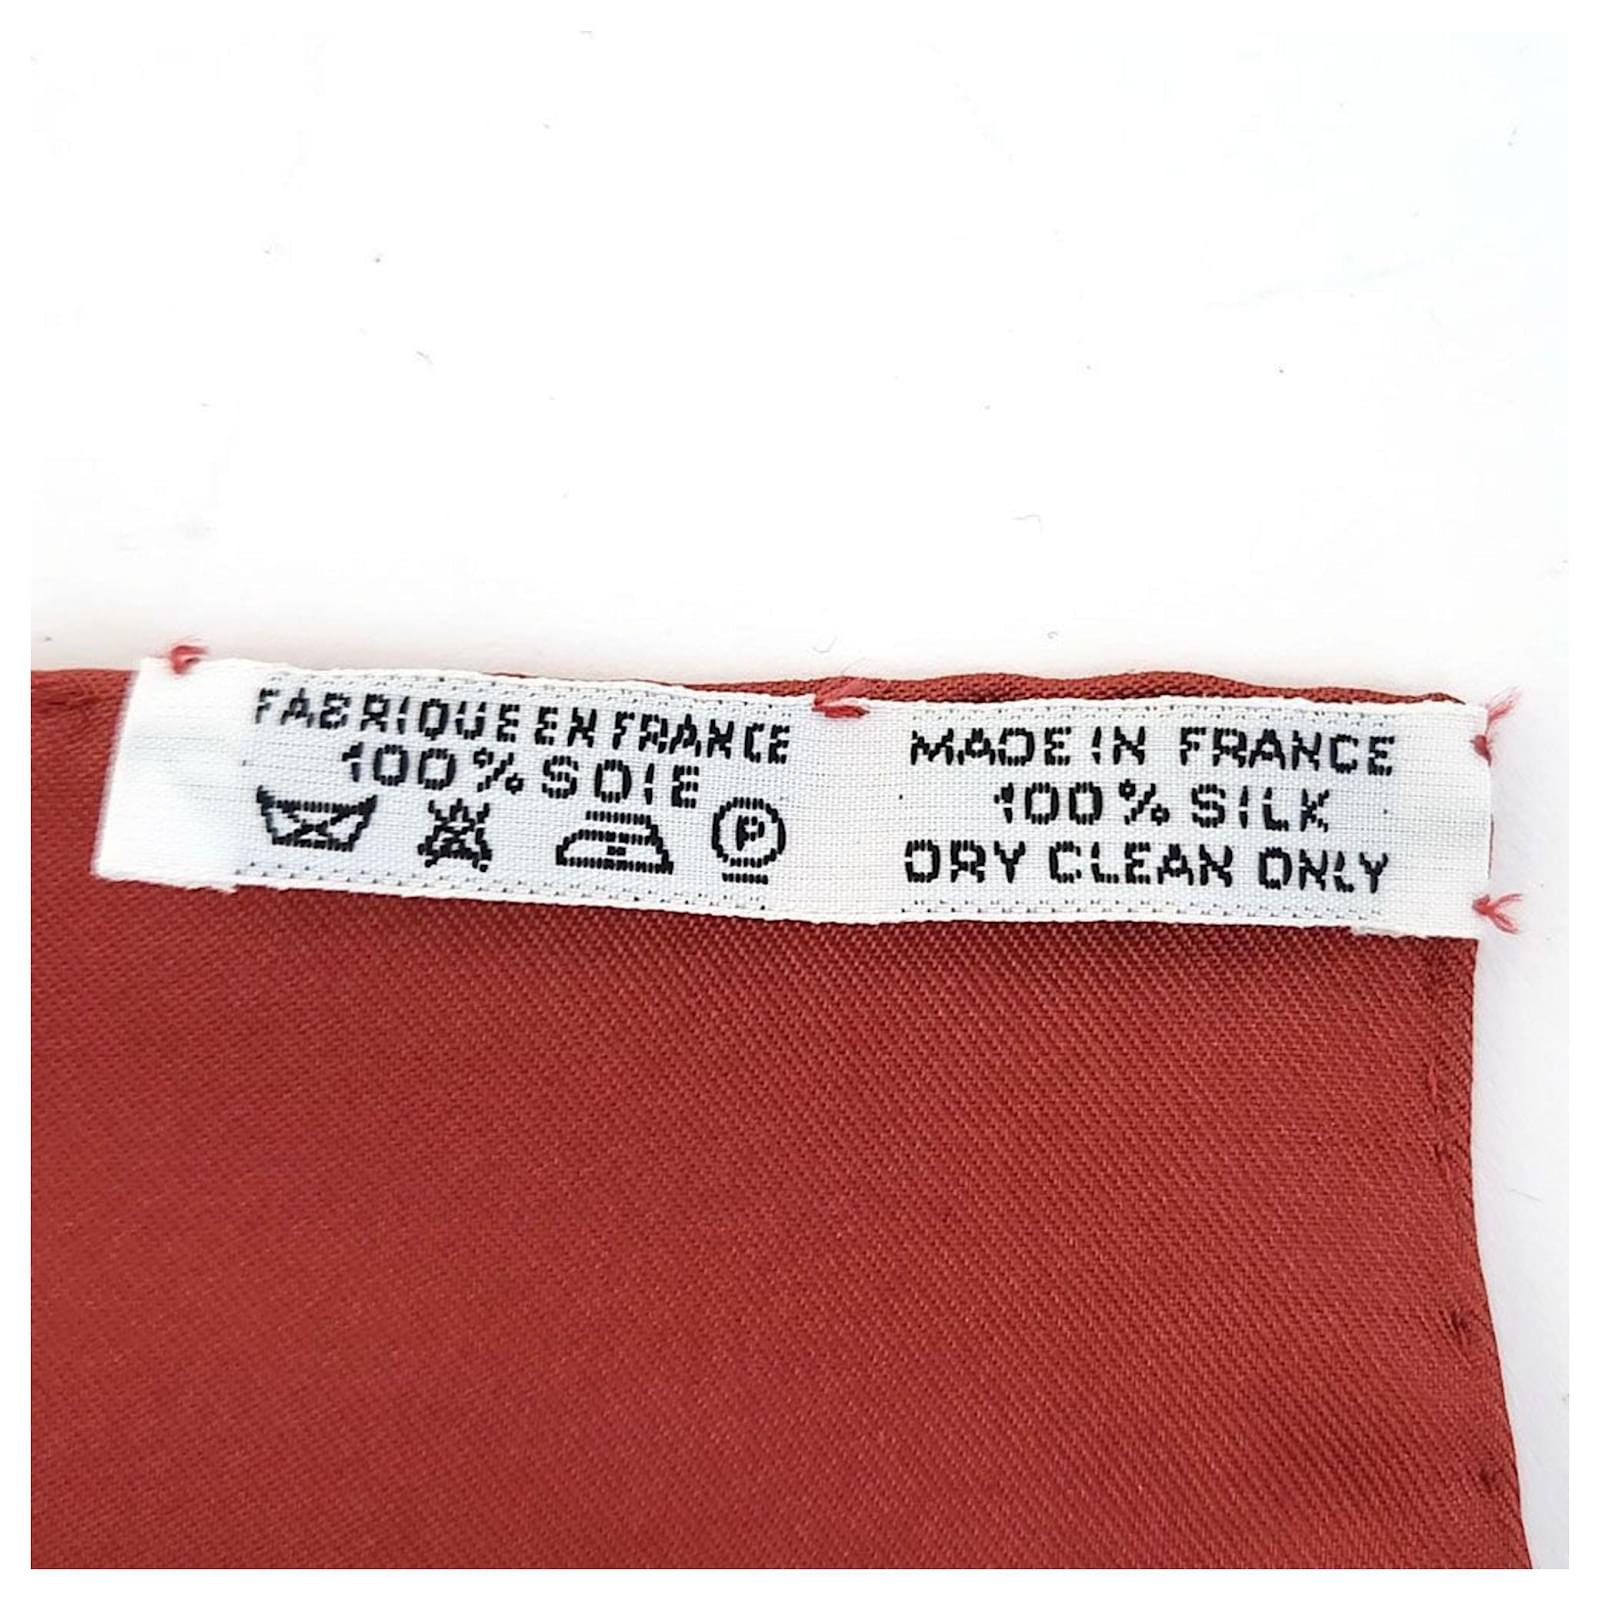 FABRIQUE EN FRANCE
100% SOIE
P
MADE IN FRANCE
100% SILK
DRY CLEAN ONLY